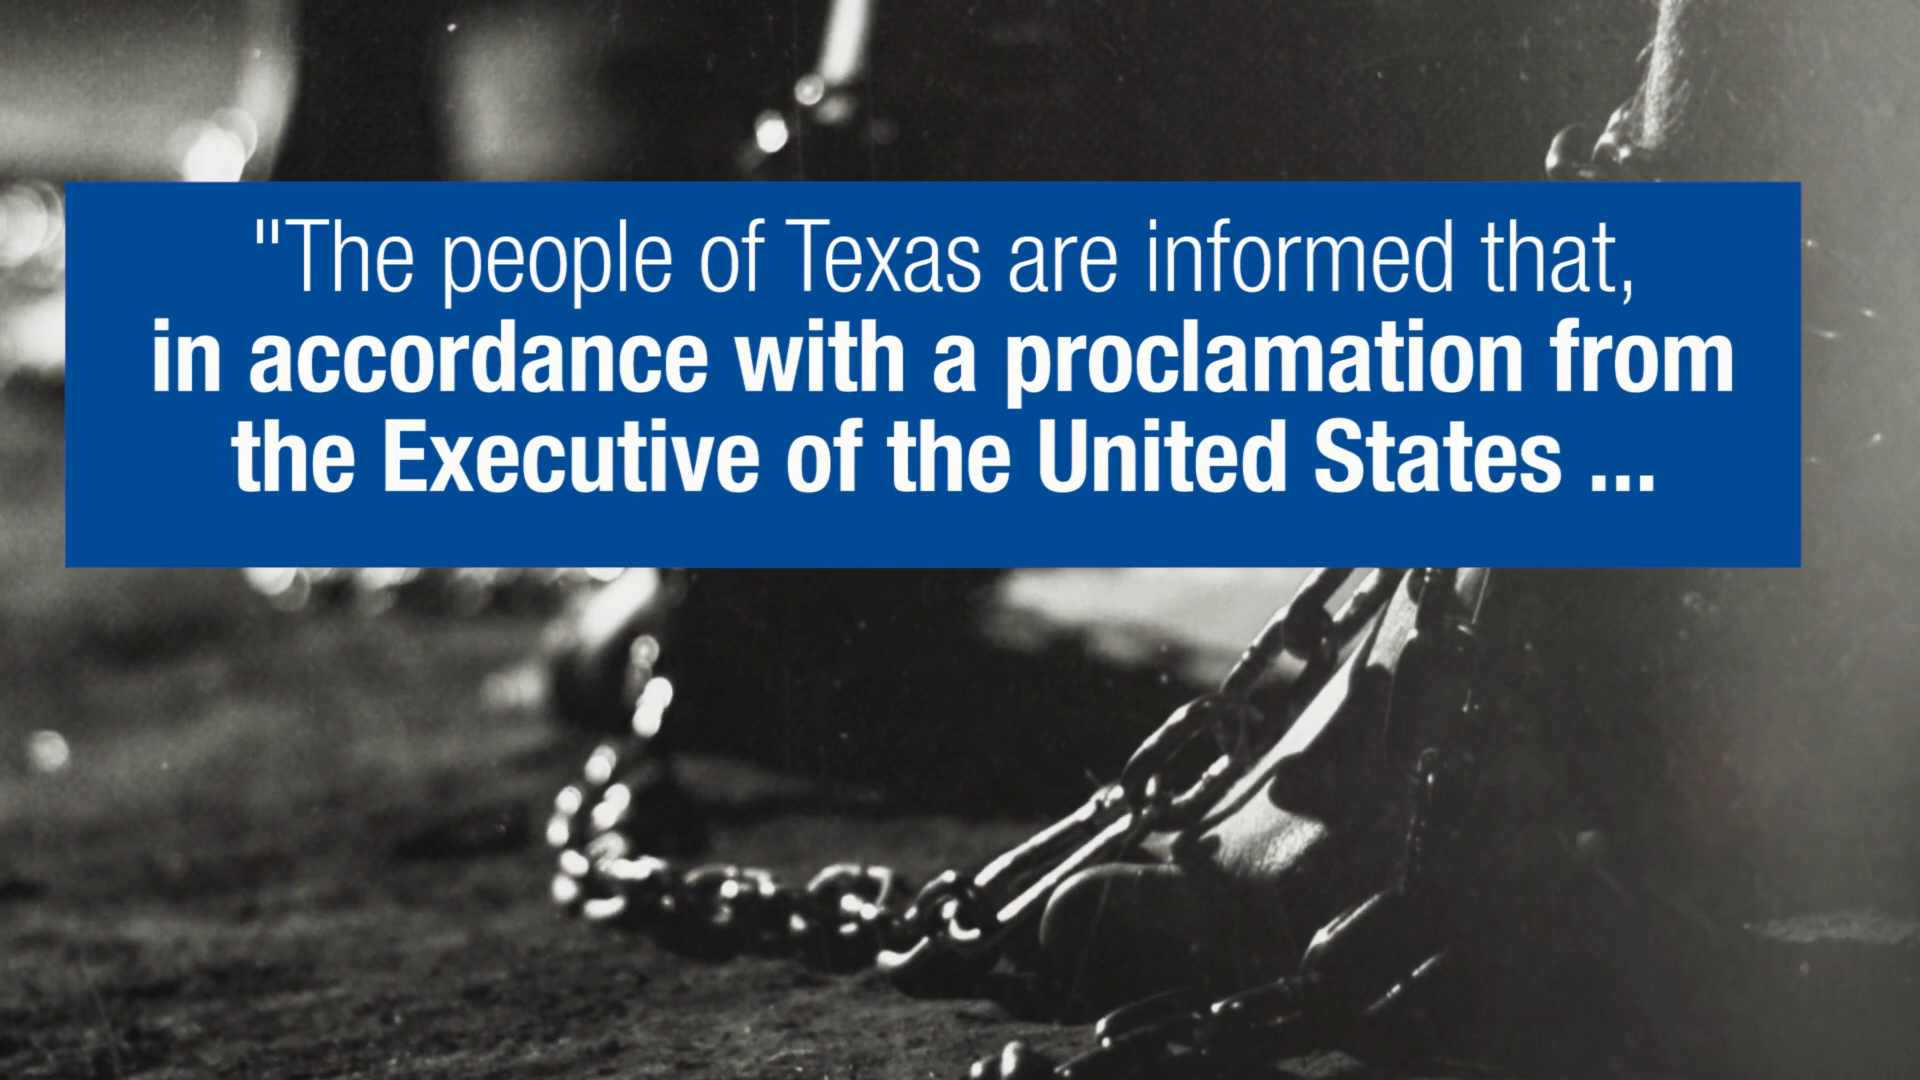 "The people of Texas are informed that,
in accordance with a proclamation from
the Executive of the United States ...